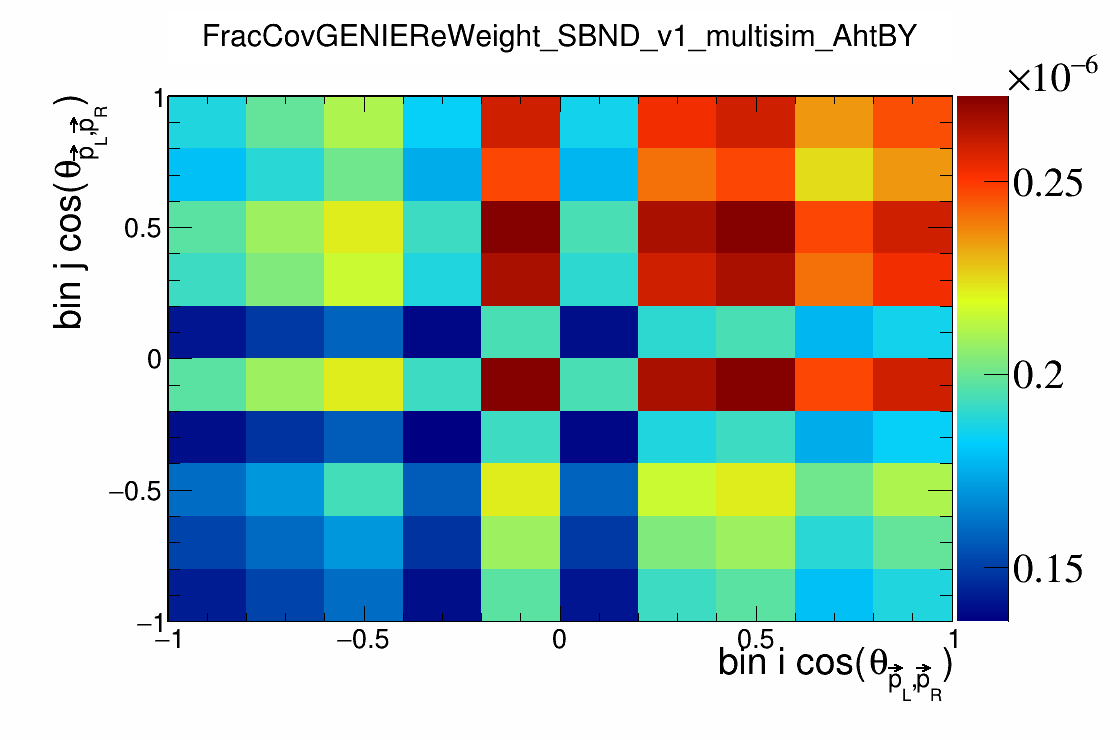 FracCovGENIEReWeight_SBND_v1_multisim_AhtBY
×10⁻⁶
bin j cos(θ_{p⃗_L,p⃗_R})
1
0.5
0
−0.5
−1
0.25
0.2
0.15
−1 −0.5 0 0.5 1
bin i cos(θ_{p⃗_L,p⃗_R})